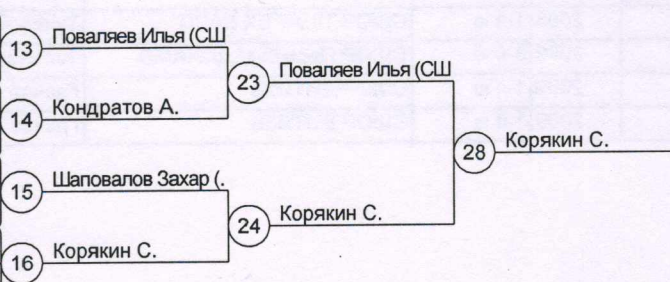 13 Поваляев Илья (СШ
23 Поваляев Илья (СШ
14 Кондратов А.
28 Корякин С.
15 Шаповалов Захар (.
24 Корякин С.
16 Корякин С.